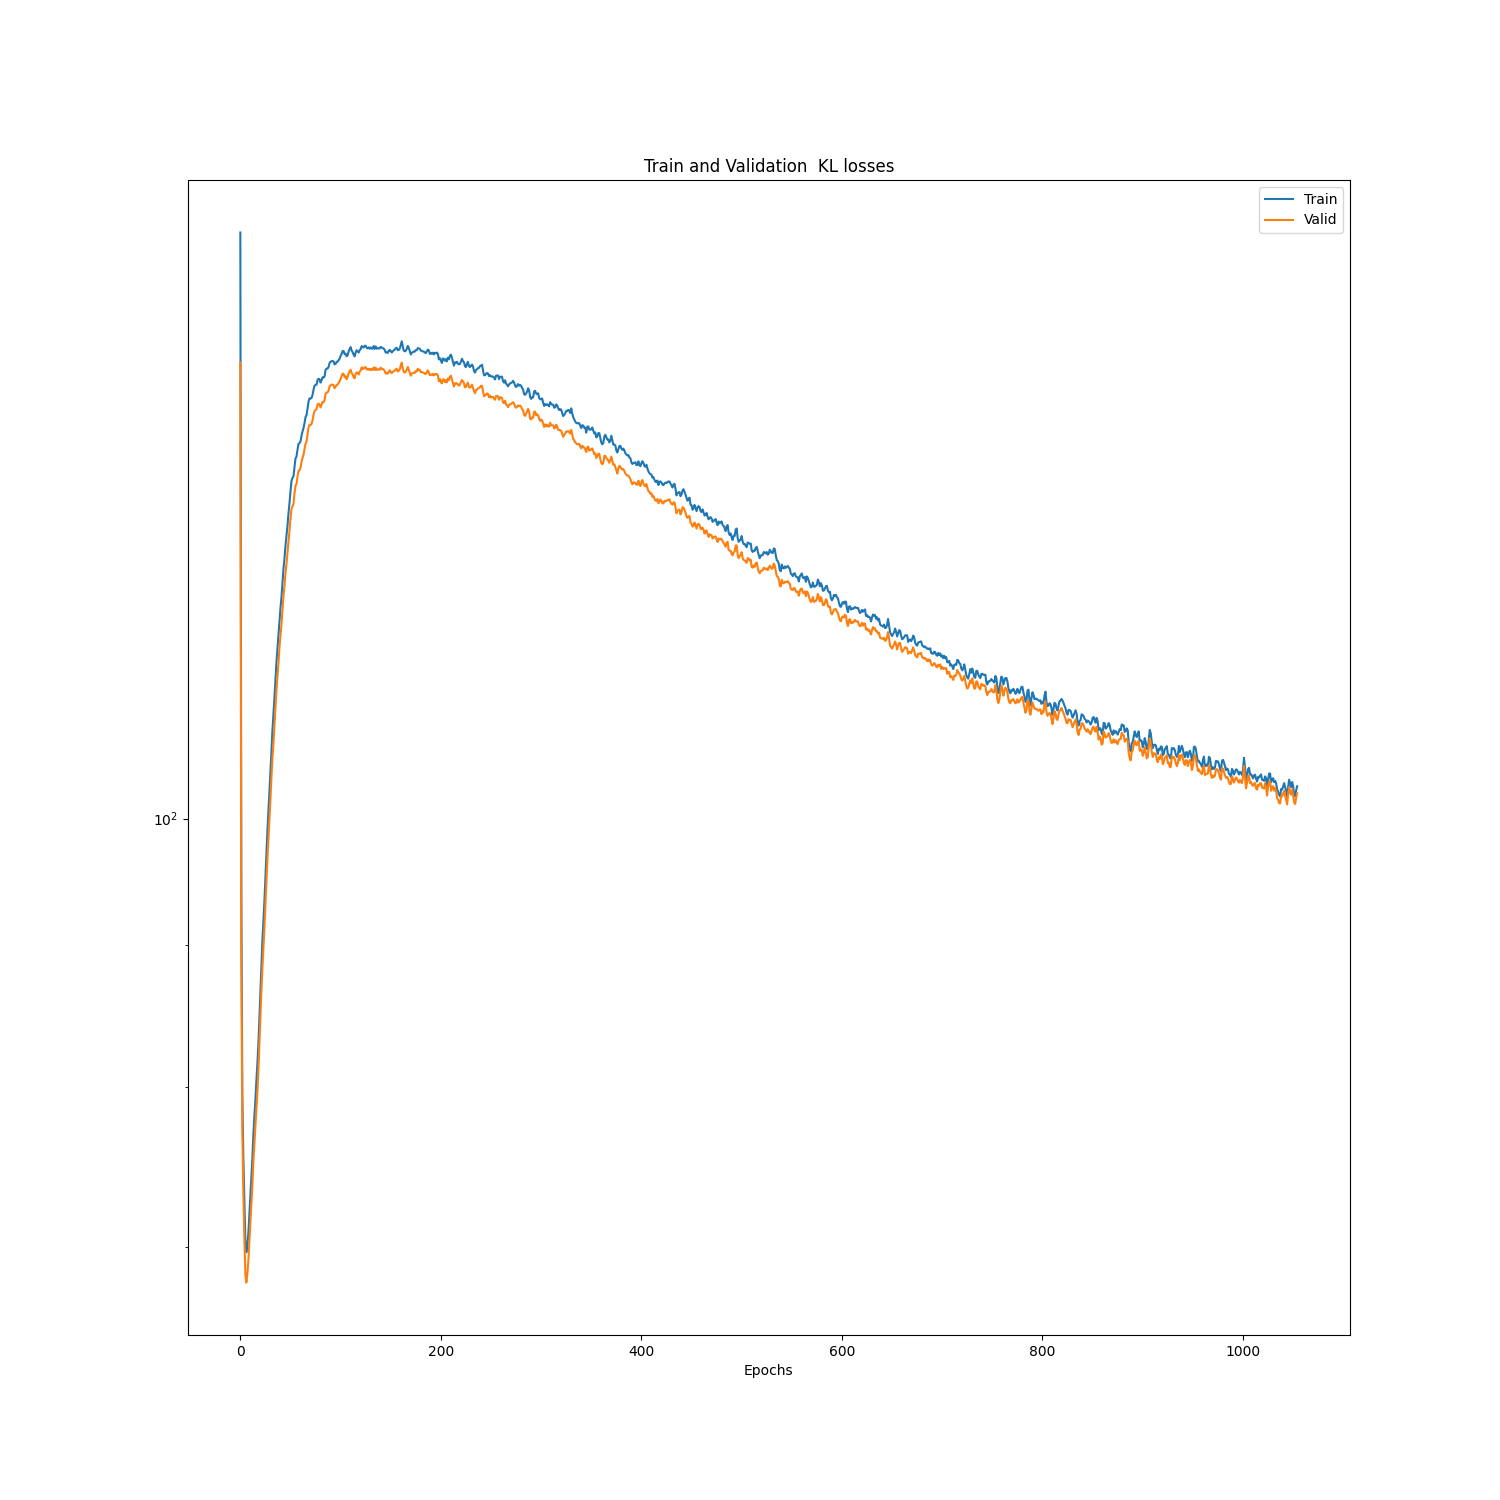 Train and Validation  KL losses
Train
Valid
10²
0 200 400 600 800 1000
Epochs